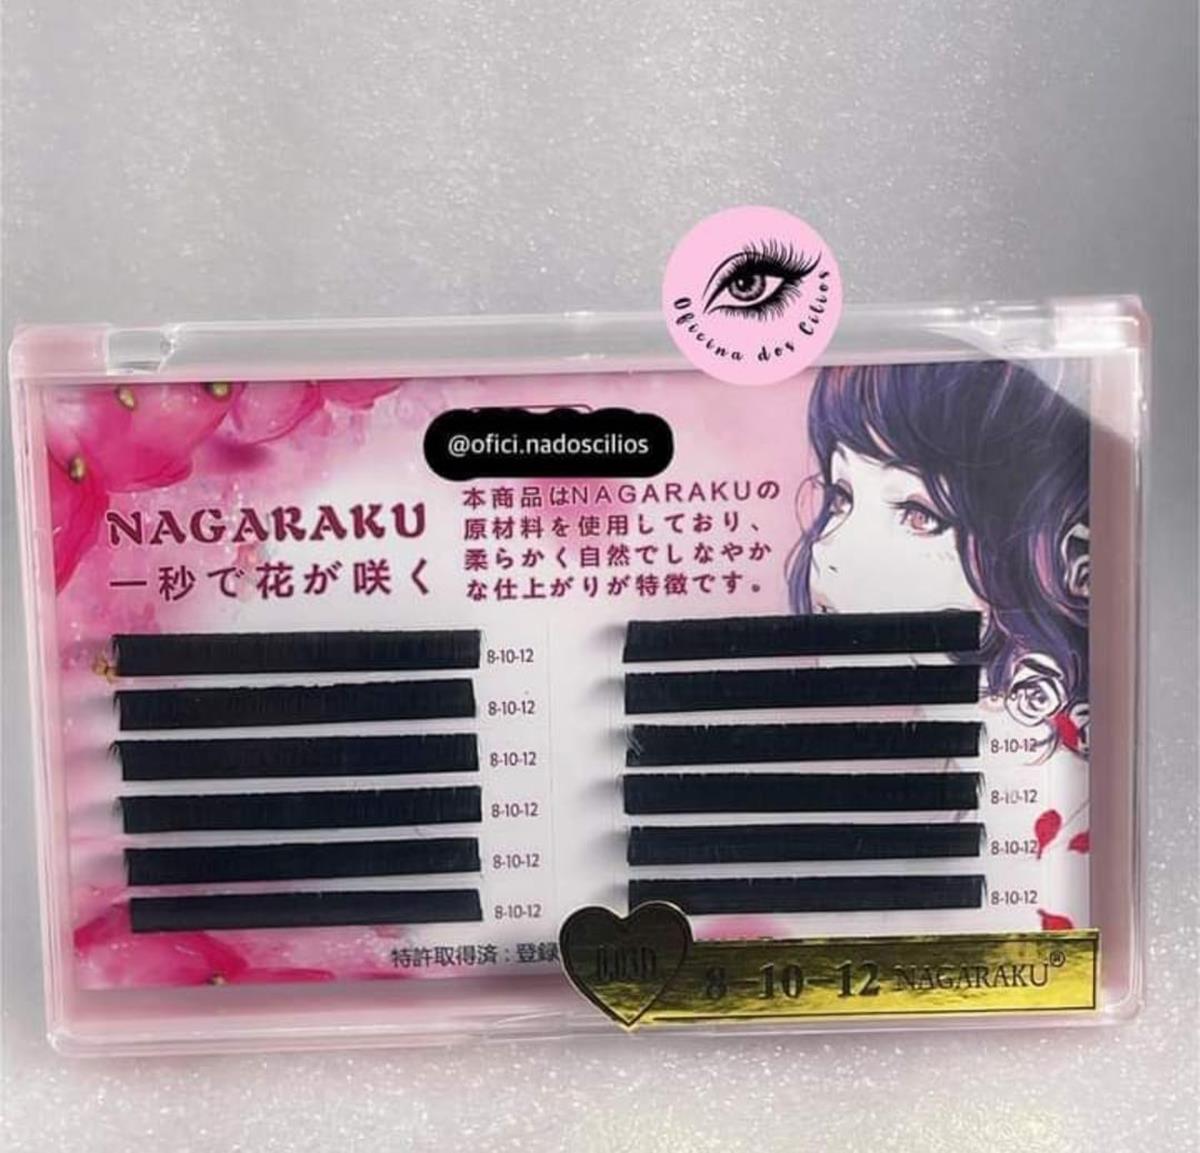 Oficina dos Cilios
@ofici.nadoscilios
NAGARAKU
一秒で花が咲く
本商品はNAGARAKUの
原材料を使用しており、
柔らかく自然でしなやか
な仕上がりが特徴です。
8-10-12
8-10-12
8-10-12
8-10-12
8-10-12
8-10-12
8-10-12
8-10-12
8-10-12
8-10-12
特許取得済:登録
0.03D
8-10-12 NAGARAKU®